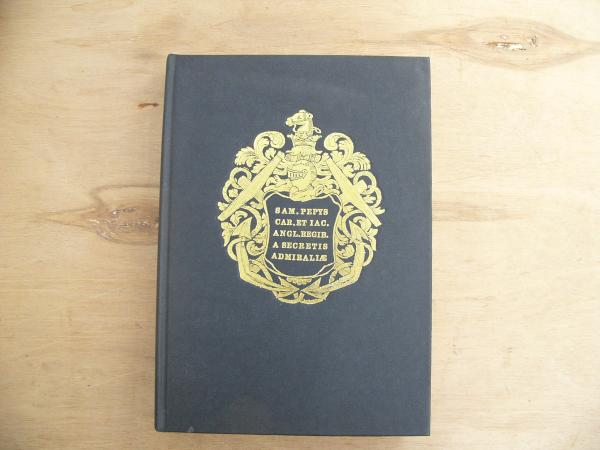 SAM. PEPYS
CAR. ET IAC.
ANGL. REGIB.
A SECRETIS
ADMIRALIÆ